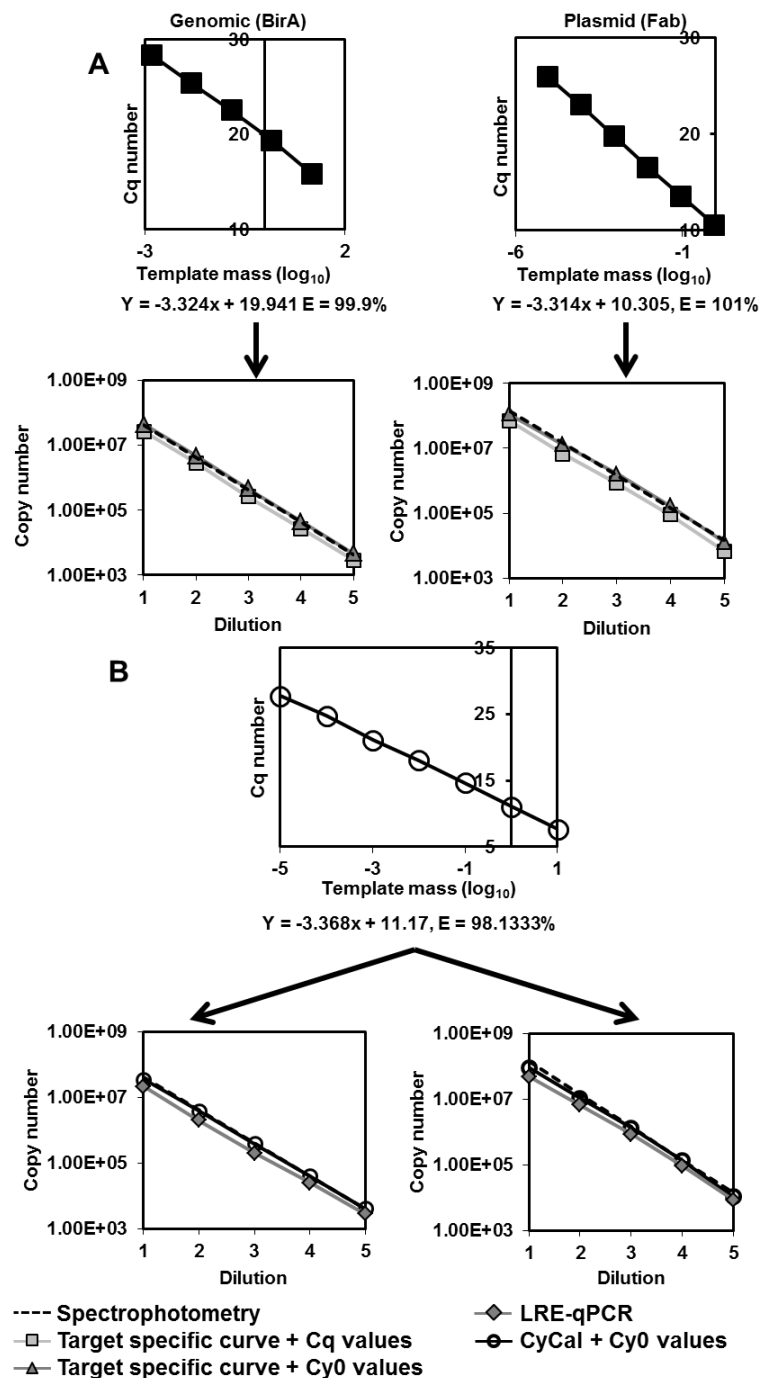 Genomic (BirA)
Plasmid (Fab)
A
30
20
10
Cq number
-3
2
Template mass (log10)
30
20
10
Cq number
-6
-1
Template mass (log10)
Y = -3.324x + 19.941 E = 99.9%
Y = -3.314x + 10.305, E = 101%
1.00E+09
1.00E+07
1.00E+05
1.00E+03
Copy number
1 2 3 4 5
Dilution
1.00E+09
1.00E+07
1.00E+05
1.00E+03
Copy number
1 2 3 4 5
Dilution
B
35
25
15
5
Cq number
-5 -3 -1 1
Template mass (log10)
Y = -3.368x + 11.17, E = 98.1333%
1.00E+09
1.00E+07
1.00E+05
1.00E+03
Copy number
1 2 3 4 5
Dilution
1.00E+09
1.00E+07
1.00E+05
1.00E+03
Copy number
1 2 3 4 5
Dilution
Spectrophotometry
LRE-qPCR
Target specific curve + Cq values
CyCal + Cy0 values
Target specific curve + Cy0 values